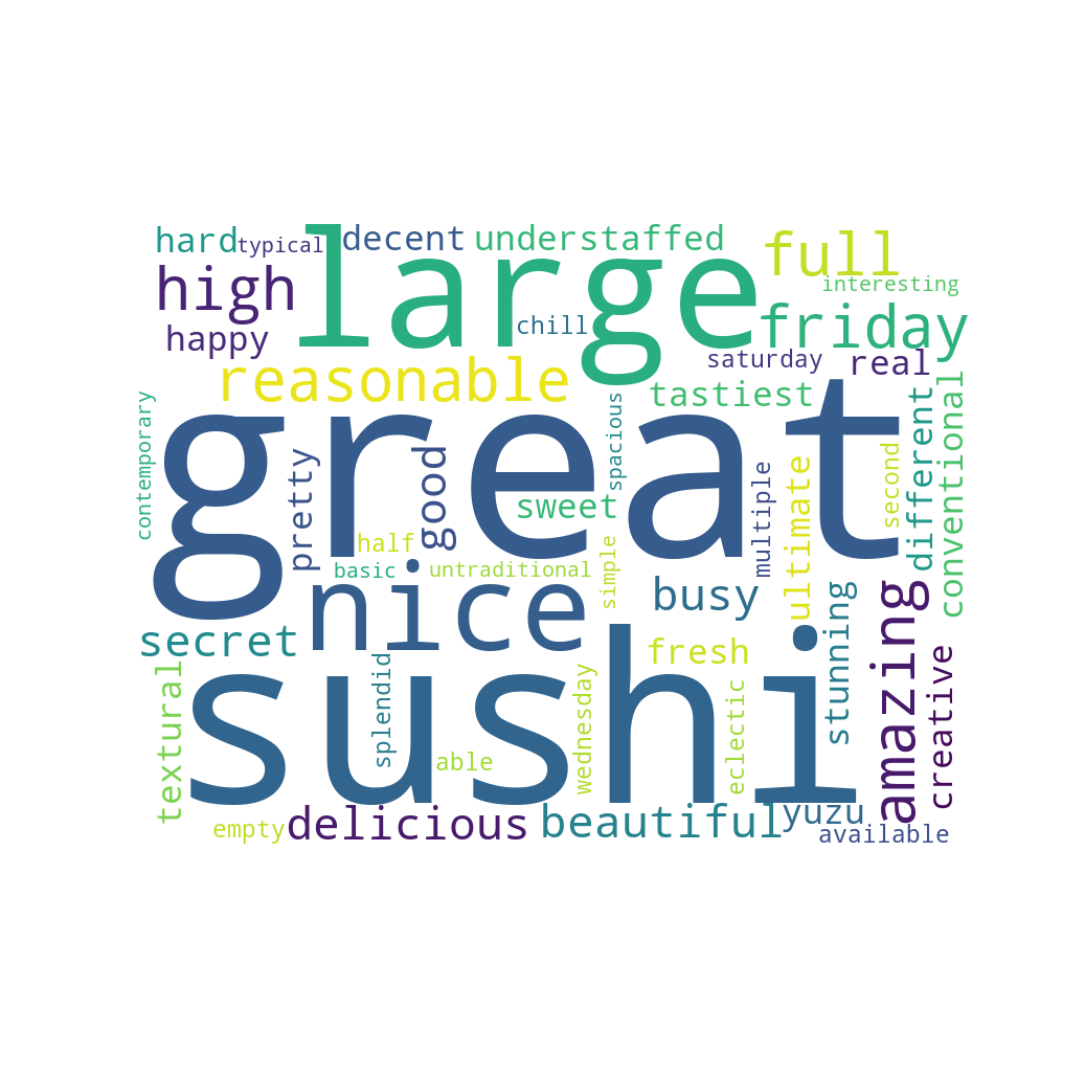 hard
typical
large
decent
understaffed
full
interesting
high
happy
chill
friday
saturday
real
reasonable
tastiest
contemporary
great
pretty
good
spacious
sweet
multiple
ultimate
second
different
conventional
half
basic
untraditional
simple
nice
busy
secret
fresh
stunning
amazing
creative
textural
sushi
splendid
able
wednesday
eclectic
empty
delicious
beautiful
yuzu
available